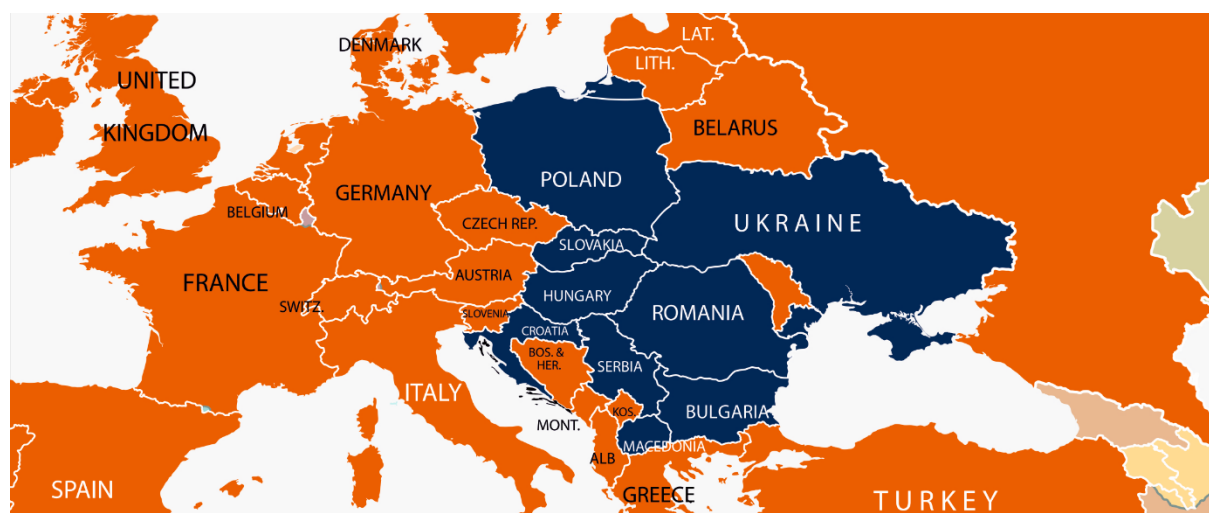 DENMARK
LAT.
LITH.
UNITED
KINGDOM
BELARUS
POLAND
GERMANY
BELGIUM
CZECH REP.
UKRAINE
SLOVAKIA
FRANCE
AUSTRIA
HUNGARY
SWITZ.
SLOVENIA
ROMANIA
CROATIA
BOS. &
HER.
SERBIA
ITALY
KOS.
BULGARIA
MONT.
MACEDONIA
ALB
SPAIN
GREECE
TURKEY